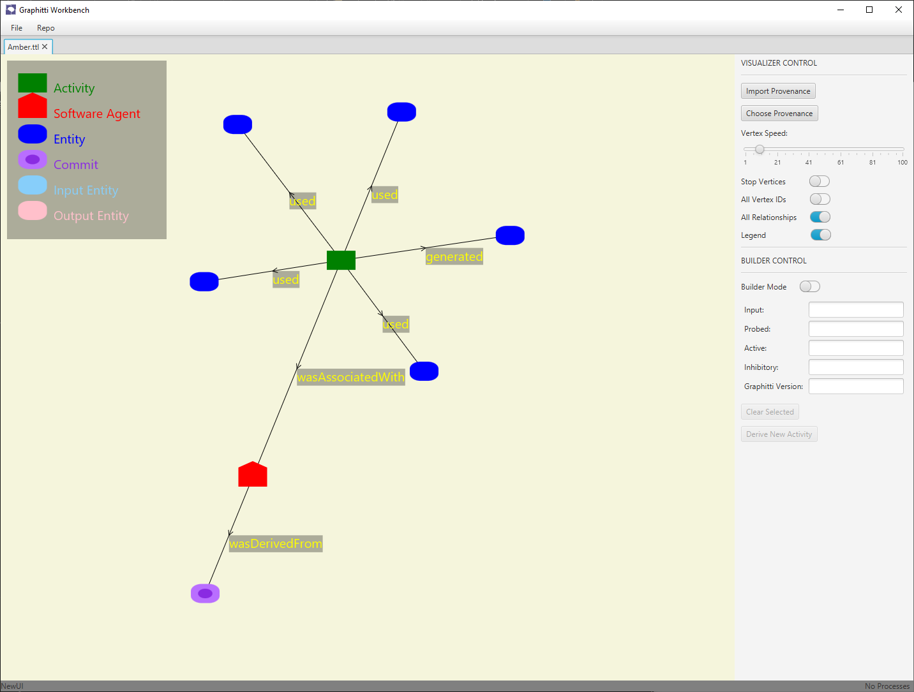 Graphitti Workbench
File Repo
Amber.ttl
Activity
Software Agent
Entity
Commit
Input Entity
Output Entity
used
used
generated
used
used
wasAssociatedWith
wasDerivedFrom
VISUALIZER CONTROL
Import Provenance
Choose Provenance
Vertex Speed:
1 21 41 61 81 100
Stop Vertices
All Vertex IDs
All Relationships
Legend
BUILDER CONTROL
Builder Mode
Input:
Probed:
Active:
Inhibitory:
Graphitti Version:
Clear Selected
Derive New Activity
NewUI
No Processes